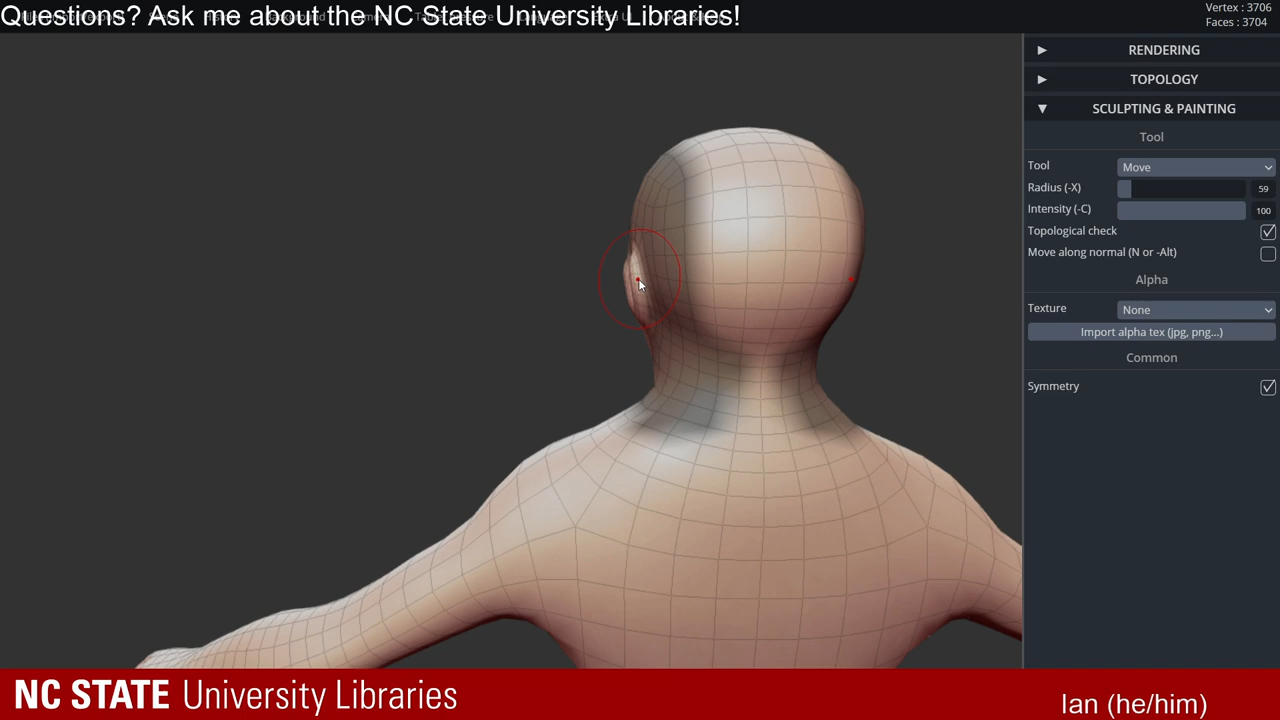 Questions? Ask me about the NC State University Libraries!
Vertex : 3706
Faces : 3704
RENDERING
TOPOLOGY
SCULPTING & PAINTING
Tool
Tool Move
Radius (-X) 59
Intensity (-C) 100
Topological check
Move along normal (N or -Alt)
Alpha
Texture None
Import alpha tex (jpg, png...)
Common
Symmetry
NC STATE University Libraries
Ian (he/him)